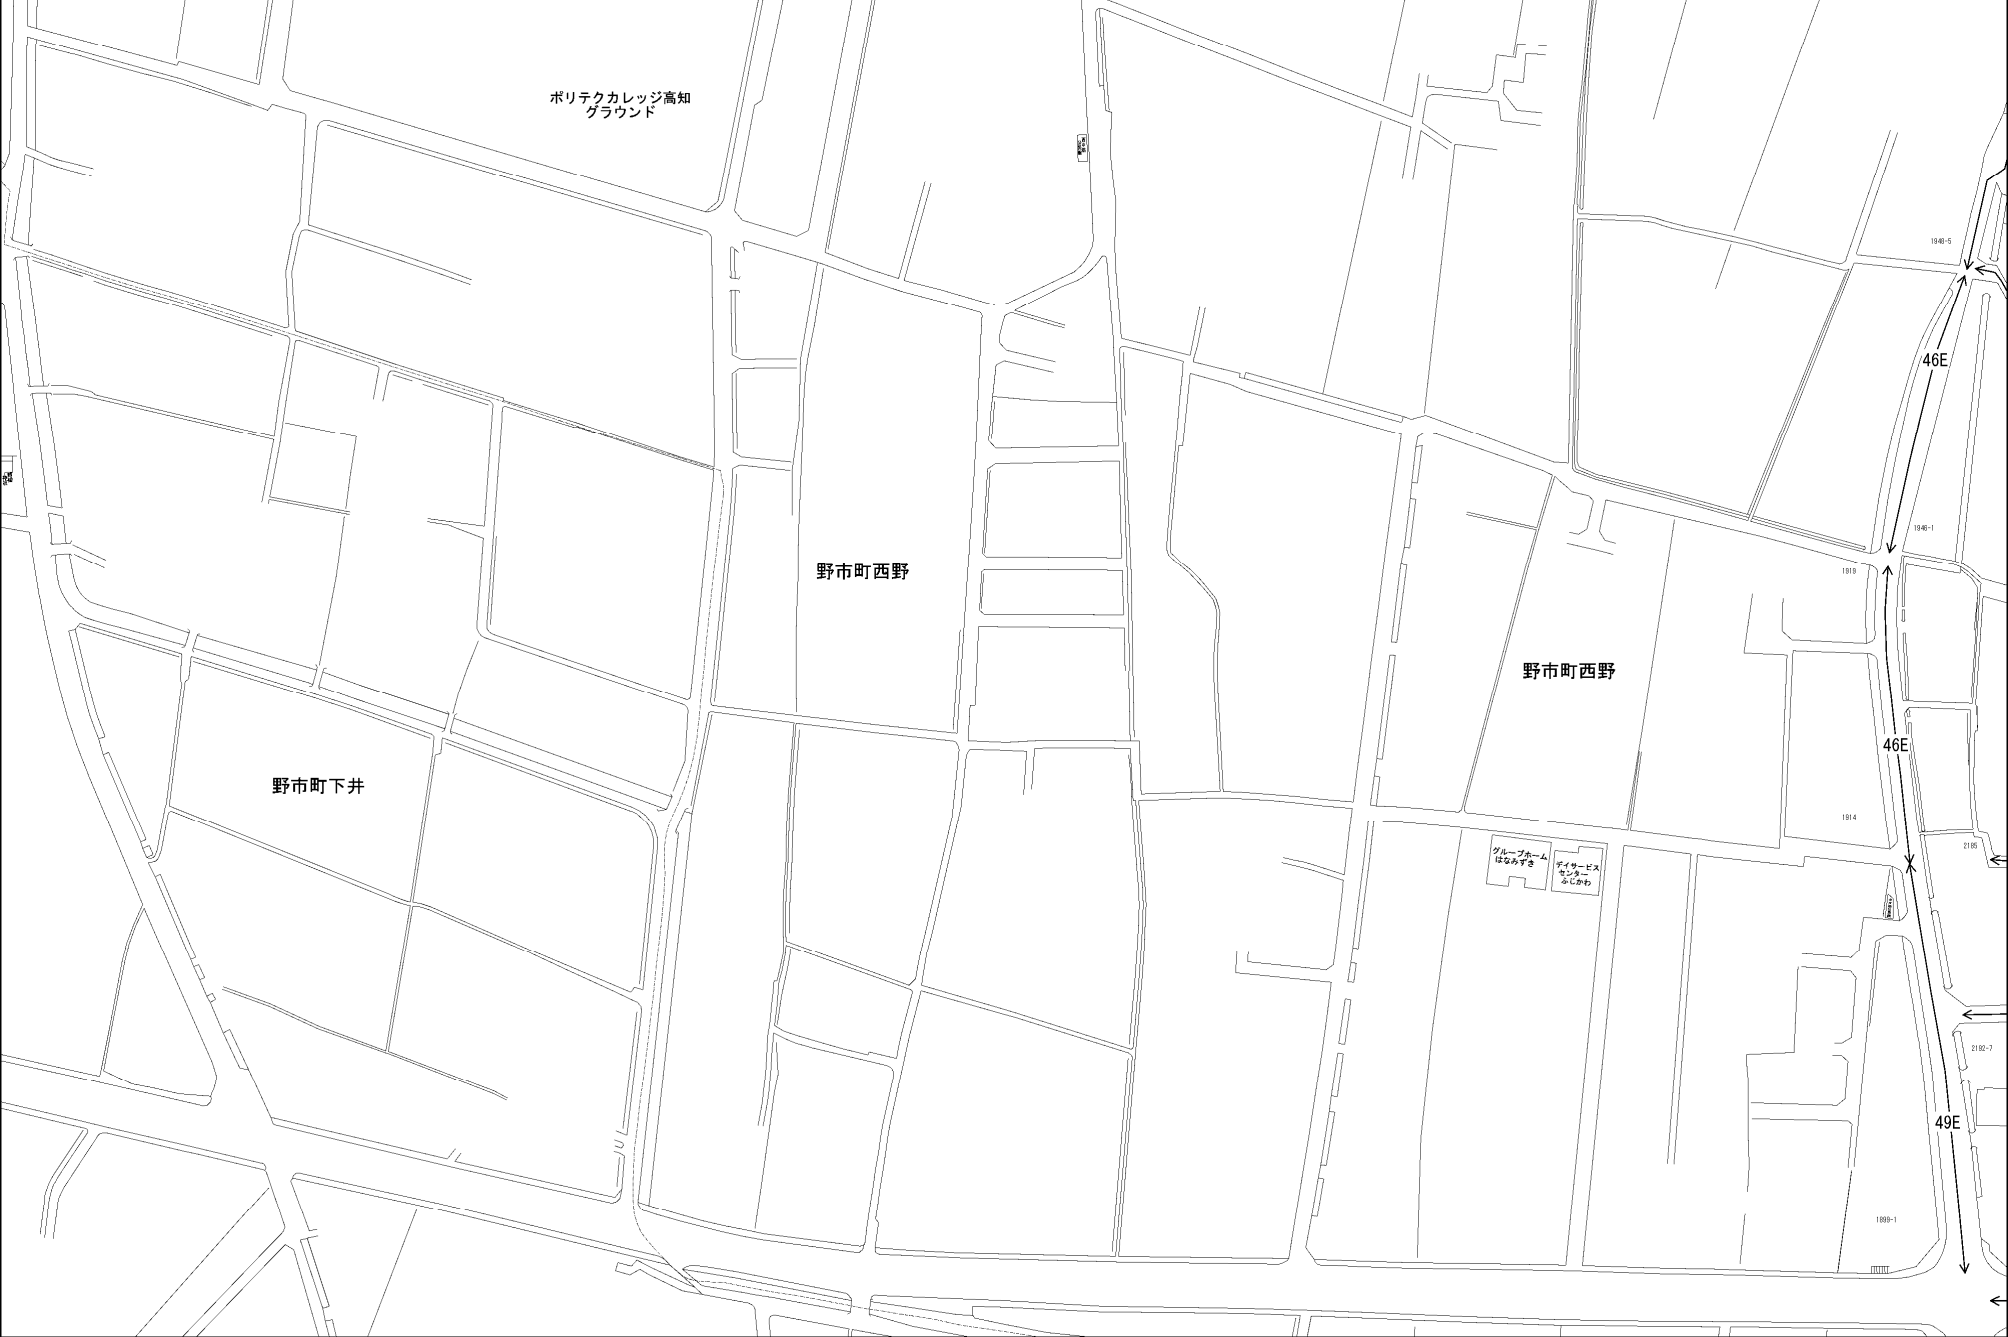 ポリテクカレッジ高知
グラウンド
1948-5
46E
1946-1
野市町西野
1919
野市町西野
46E
野市町下井
1914
グループホーム
はなみずき
デイサービス
センター
ふじかわ
2185
2192-7
49E
1899-1